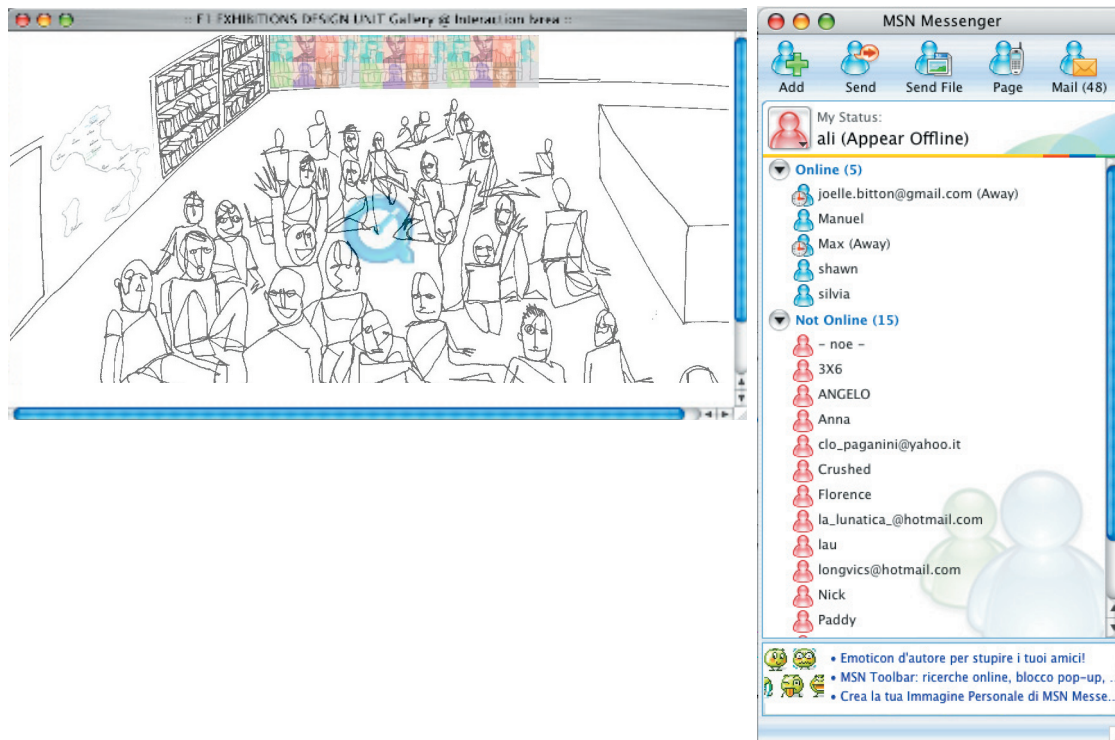 :: E1 EXHIBITIONS DESIGN UNIT Gallery @ Interaction Ivrea ::
MSN Messenger
Add Send Send File Page Mail (48)
My Status:
ali (Appear Offline)
Online (5)
joelle.bitton@gmail.com (Away)
Manuel
Max (Away)
shawn
silvia
Not Online (15)
- noe -
3X6
ANGELO
Anna
clo_paganini@yahoo.it
Crushed
Florence
la_lunatica_@hotmail.com
lau
longvics@hotmail.com
Nick
Paddy
• Emoticon d'autore per stupire i tuoi amici!
• MSN Toolbar: ricerche online, blocco pop-up, ...
• Crea la tua Immagine Personale di MSN Messe...